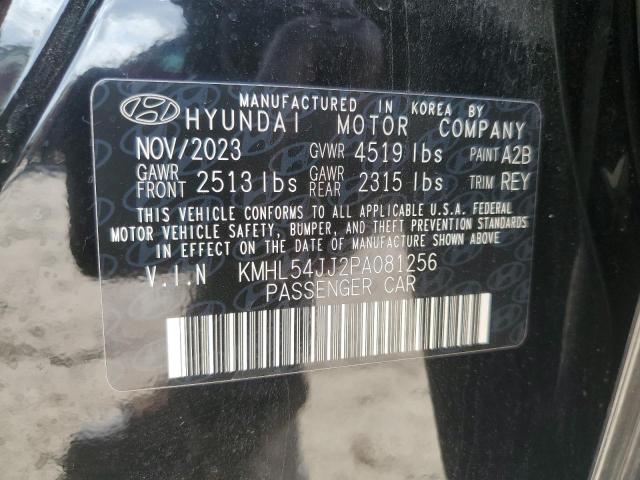 MANUFACTURED IN KOREA BY
HYUNDAI MOTOR COMPANY
NOV/2023 GVWR 4519 lbs PAINT A2B
GAWR FRONT 2513 lbs GAWR REAR 2315 lbs TRIM REY
THIS VEHICLE CONFORMS TO ALL APPLICABLE U.S.A. FEDERAL
MOTOR VEHICLE SAFETY, BUMPER, AND THEFT PREVENTION STANDARDS
IN EFFECT ON THE DATE OF MANUFACTURE SHOWN ABOVE.
V.I.N KMHL54JJ2PA081256
PASSENGER CAR